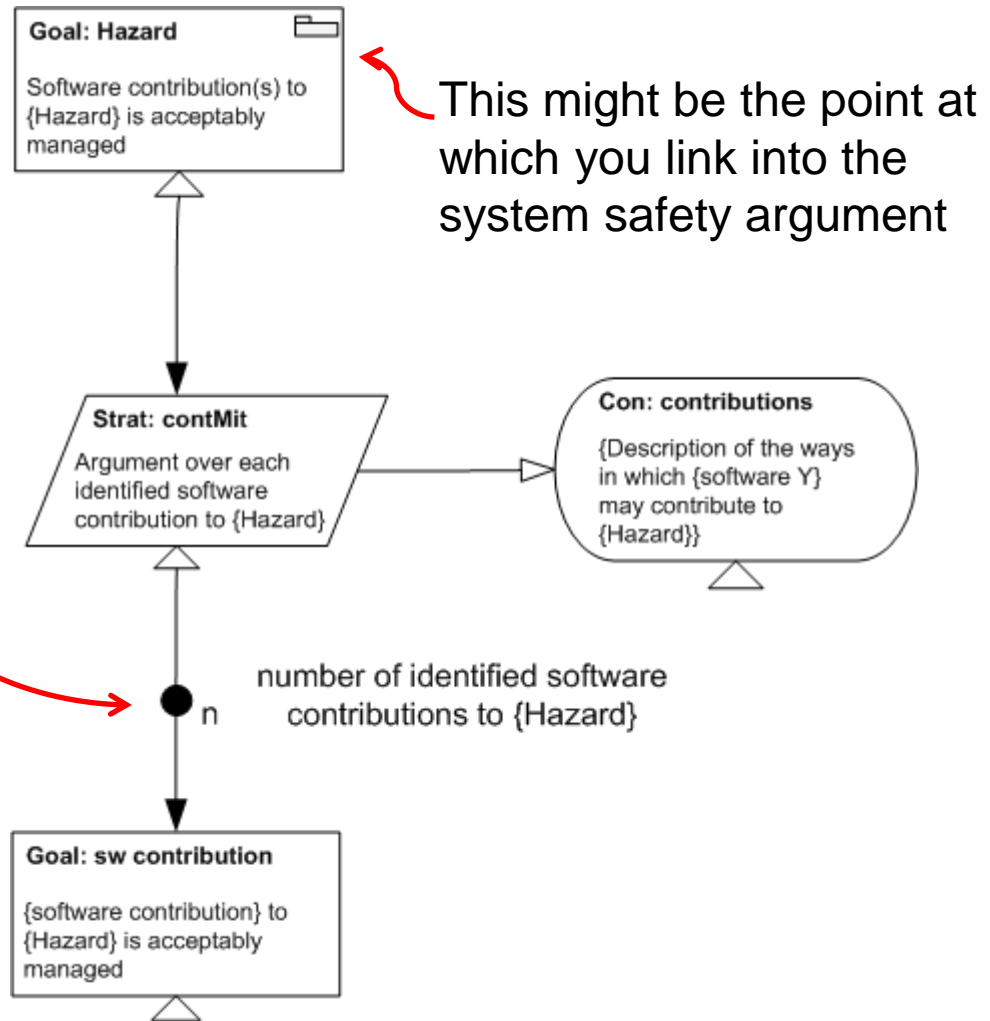 Goal: Hazard
Software contribution(s) to
{Hazard} is acceptably
managed
This might be the point at
which you link into the
system safety argument
Strat: contMit
Argument over each
identified software
contribution to {Hazard}
Con: contributions
{Description of the ways
in which {software Y}
may contribute to
{Hazard}}
n
number of identified software
contributions to {Hazard}
Goal: sw contribution
{software contribution} to
{Hazard} is acceptably
managed